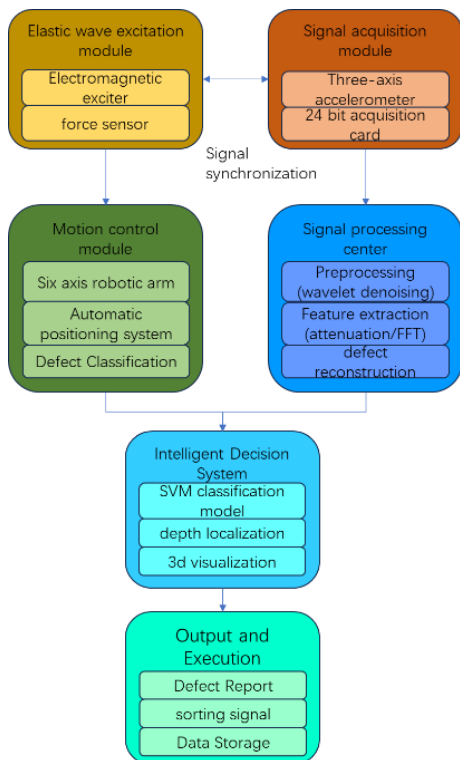 Elastic wave excitation
module
Electromagnetic
exciter
force sensor
Signal acquisition
module
Three-axis
accelerometer
24 bit acquisition
card
Signal
synchronization
Motion control
module
Six axis robotic arm
Automatic
positioning system
Defect Classification
Signal processing
center
Preprocessing
(wavelet denoising)
Feature extraction
(attenuation/FFT)
defect
reconstruction
Intelligent Decision
System
SVM classification
model
depth localization
3d visualization
Output and
Execution
Defect Report
sorting signal
Data Storage